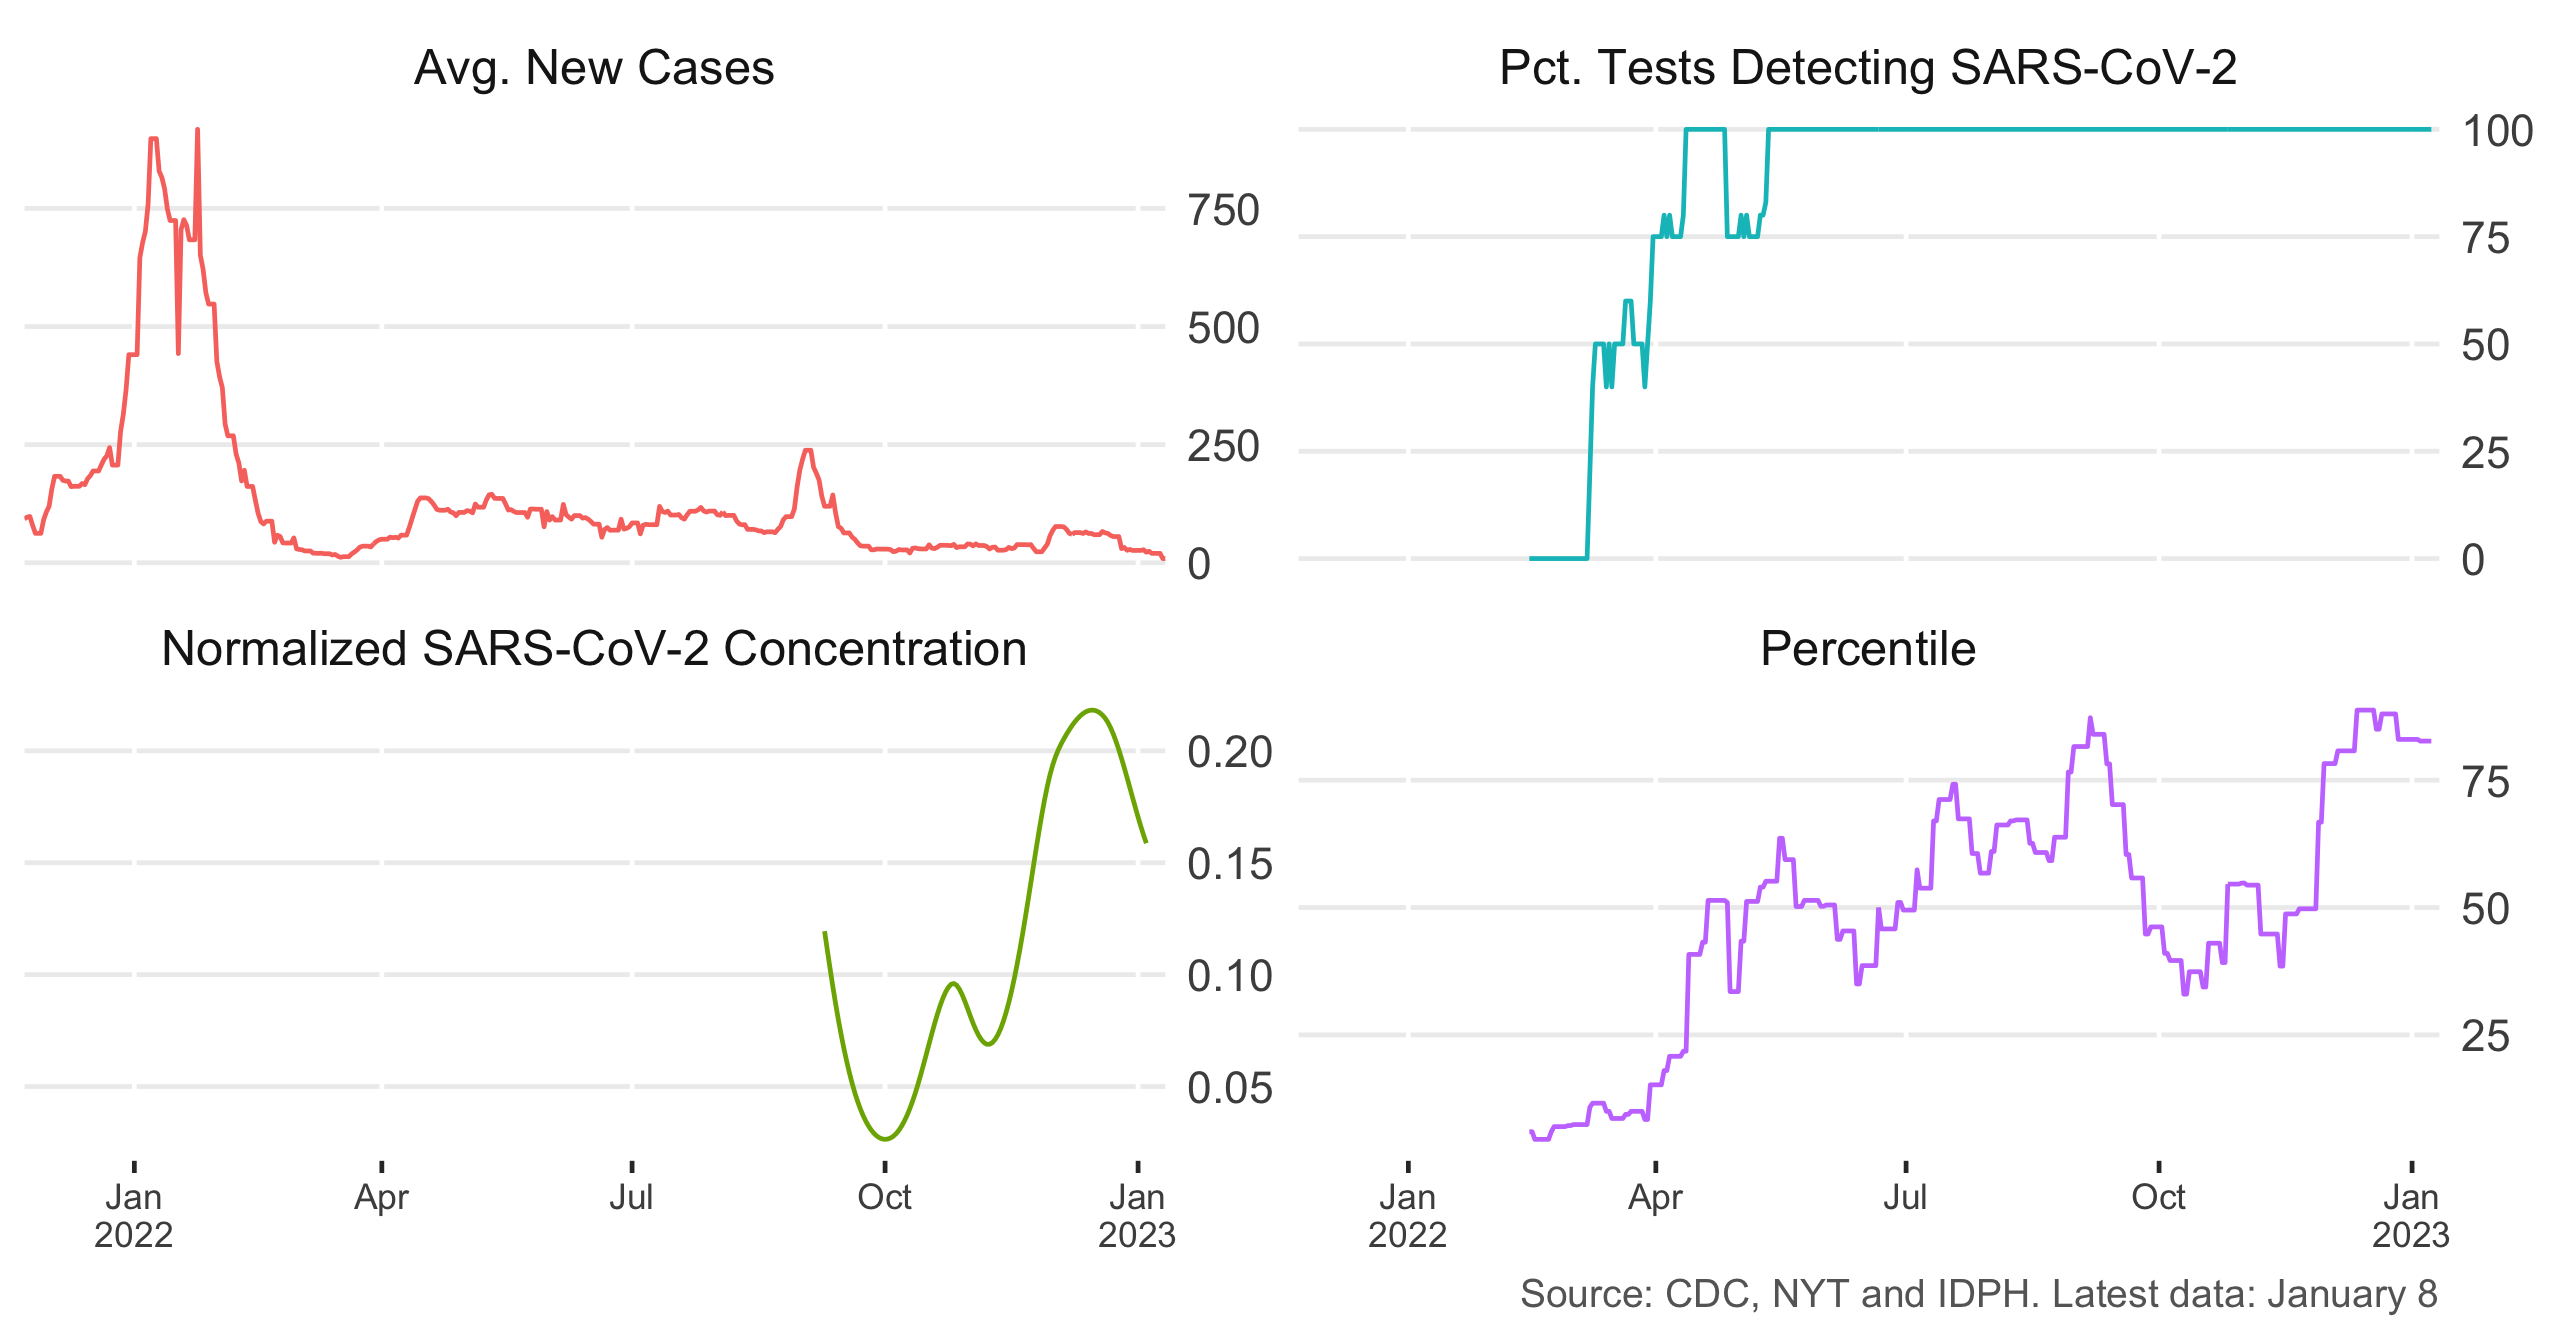 Avg. New Cases
750
500
250
0
Pct. Tests Detecting SARS-CoV-2
100
75
50
25
0
Normalized SARS-CoV-2 Concentration
0.20
0.15
0.10
0.05
Jan Apr Jul Oct Jan
2022 2023
Percentile
75
50
25
Jan Apr Jul Oct Jan
2022 2023
Source: CDC, NYT and IDPH. Latest data: January 8